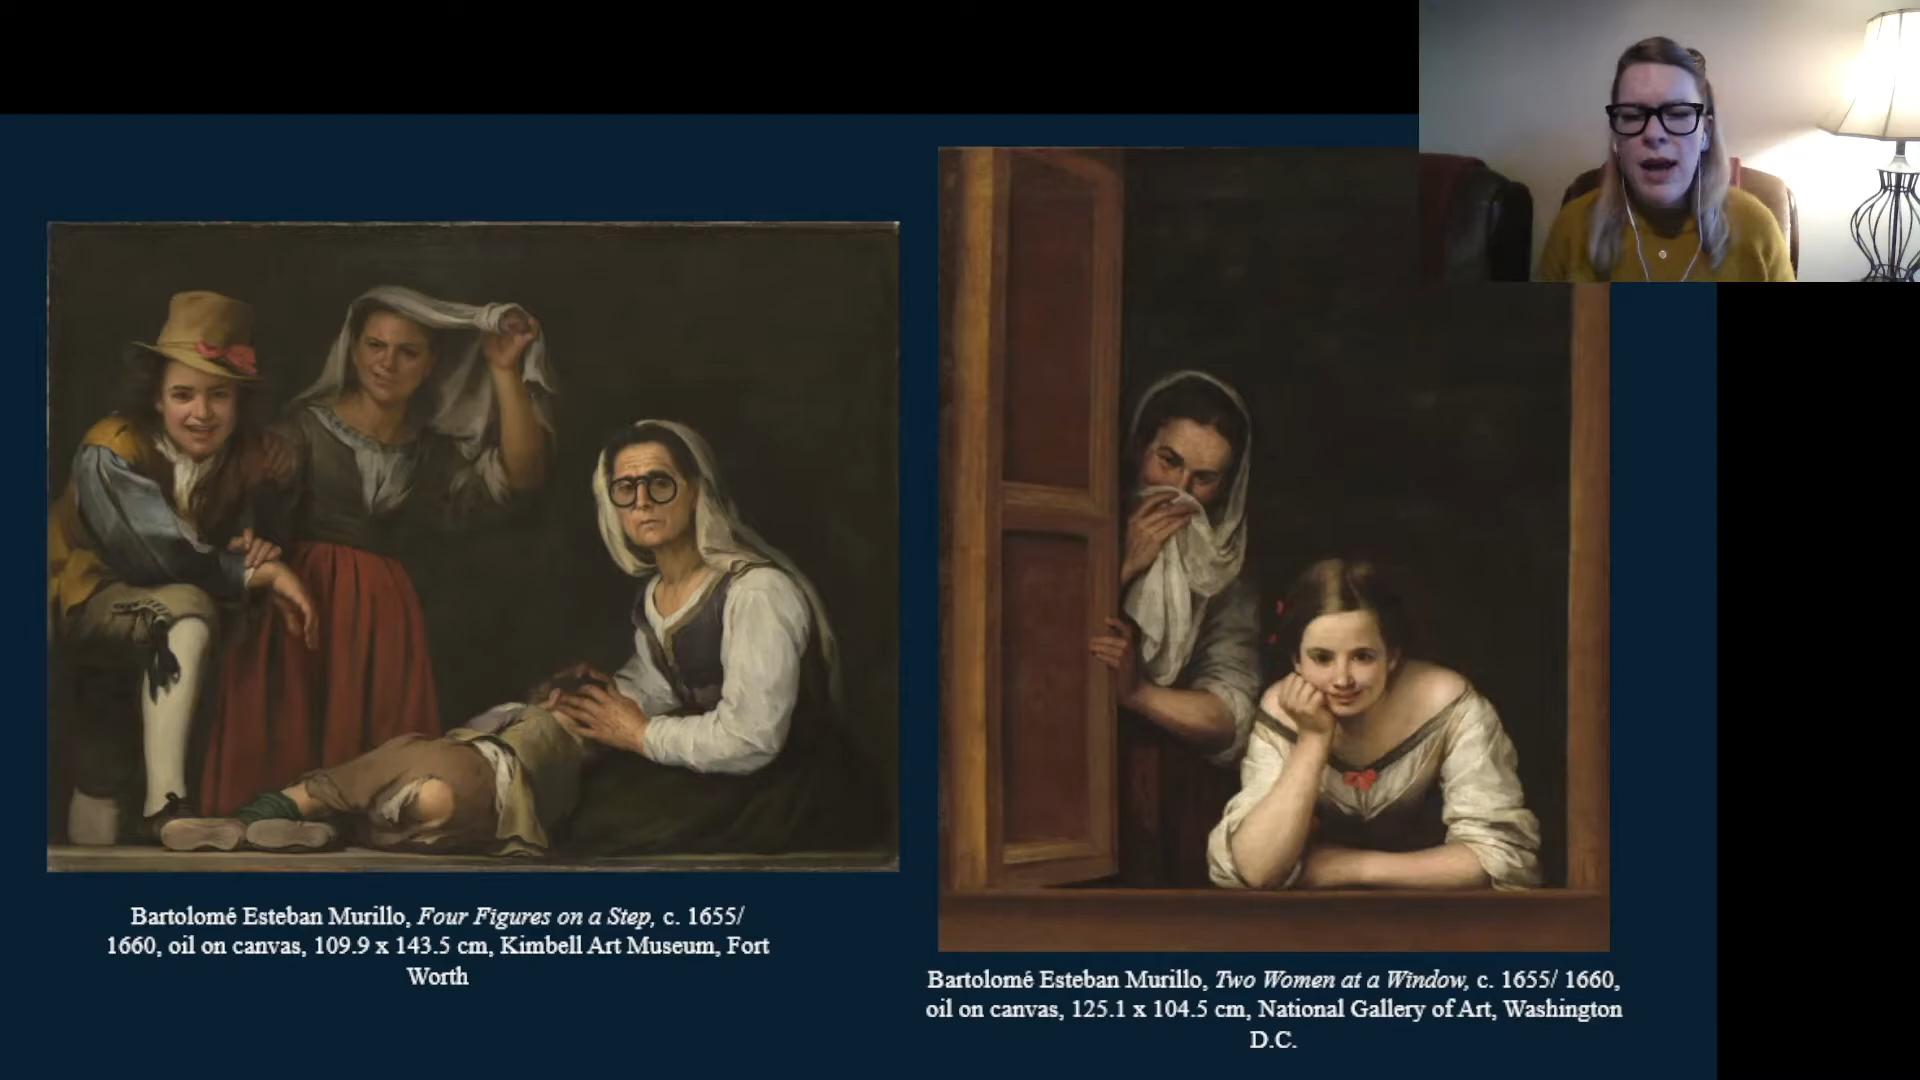 Bartolomé Esteban Murillo, Four Figures on a Step, c. 1655/
1660, oil on canvas, 109.9 x 143.5 cm, Kimbell Art Museum, Fort
Worth
Bartolomé Esteban Murillo, Two Women at a Window, c. 1655/ 1660,
oil on canvas, 125.1 x 104.5 cm, National Gallery of Art, Washington
D.C.